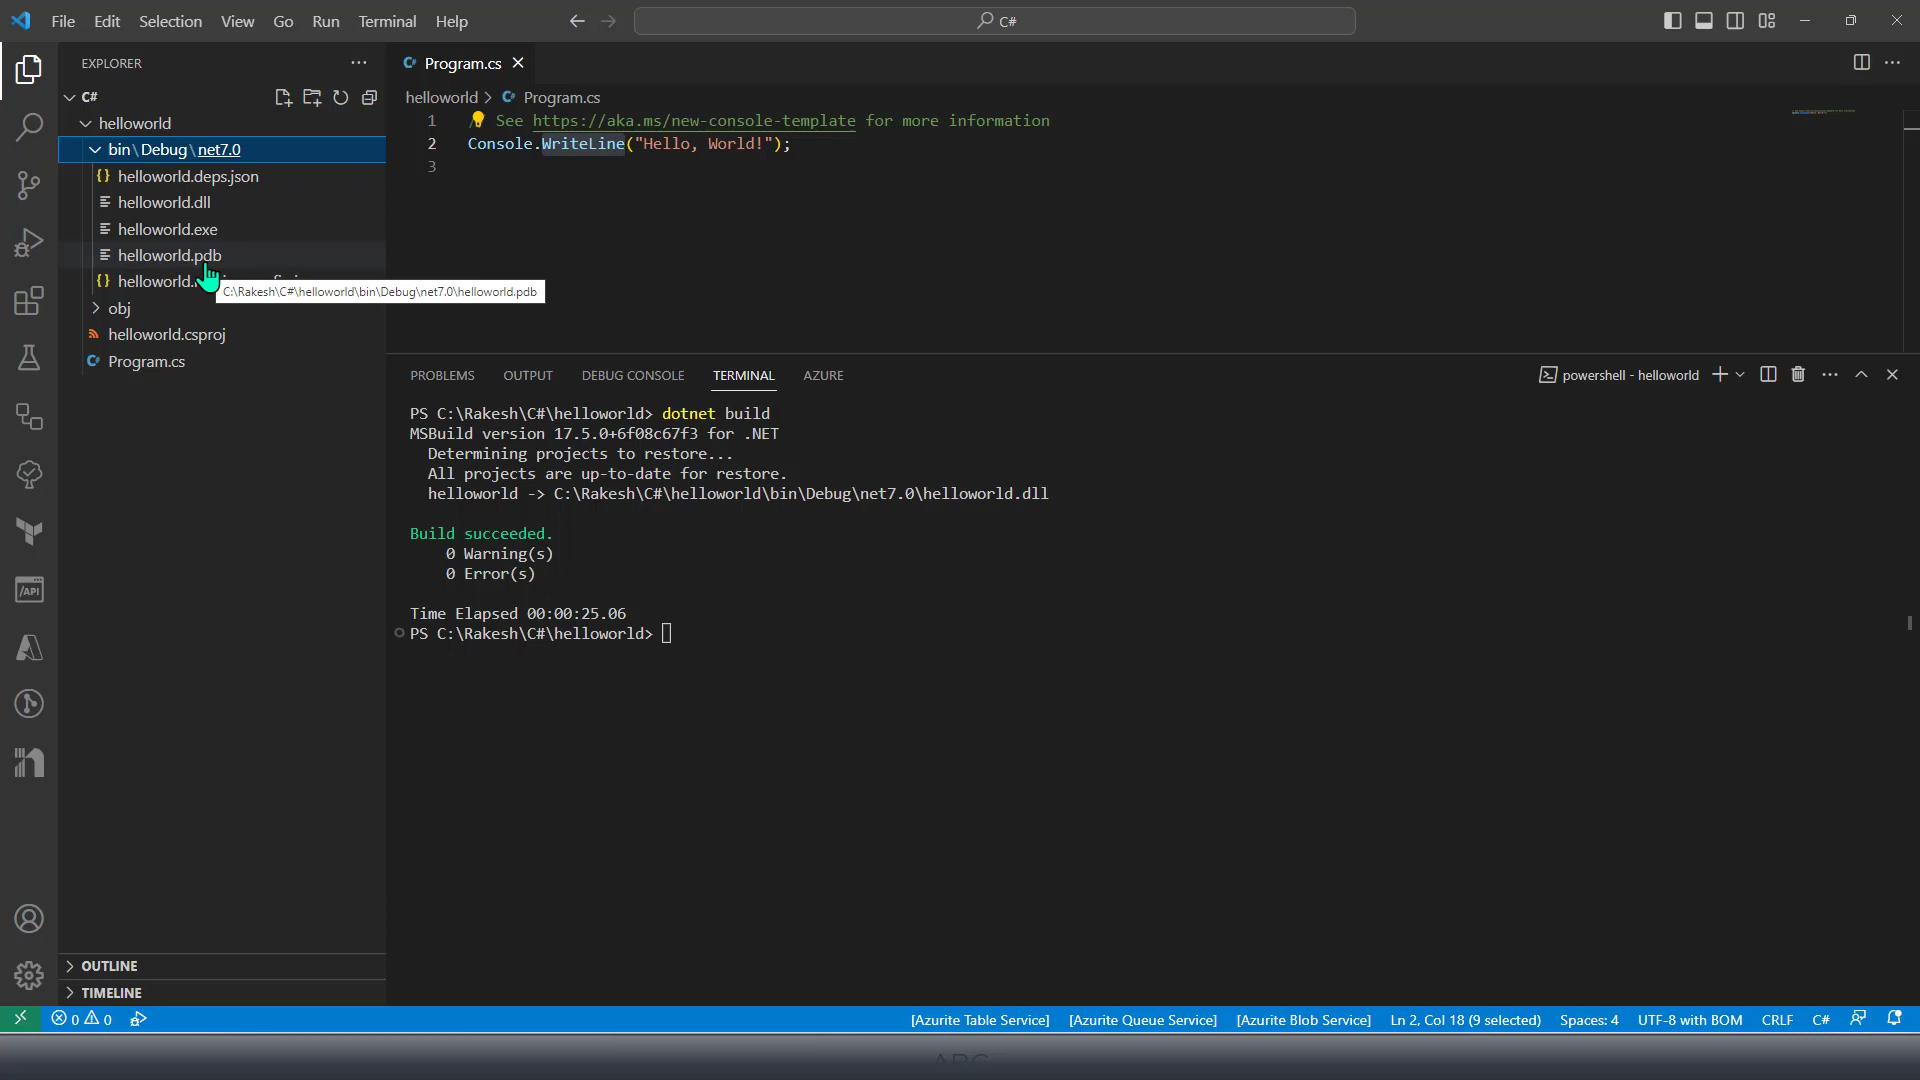 File Edit Selection View Go Run Terminal Help
C#
EXPLORER
C#
helloworld
bin\Debug\net7.0
helloworld.deps.json
helloworld.dll
helloworld.exe
helloworld.pdb
helloworld.
C:\Rakesh\C#\helloworld\bin\Debug\net7.0\helloworld.pdb
obj
helloworld.csproj
Program.cs
OUTLINE
TIMELINE
Program.cs
helloworld > Program.cs
1 See https://aka.ms/new-console-template for more information
2 Console.WriteLine("Hello, World!");
3
PROBLEMS OUTPUT DEBUG CONSOLE TERMINAL AZURE
powershell - helloworld
PS C:\Rakesh\C#\helloworld> dotnet build
MSBuild version 17.5.0+6f08c67f3 for .NET
Determining projects to restore...
All projects are up-to-date for restore.
helloworld -> C:\Rakesh\C#\helloworld\bin\Debug\net7.0\helloworld.dll
Build succeeded.
0 Warning(s)
0 Error(s)
Time Elapsed 00:00:25.06
PS C:\Rakesh\C#\helloworld>
0 0
[Azurite Table Service] [Azurite Queue Service] [Azurite Blob Service] Ln 2, Col 18 (9 selected) Spaces: 4 UTF-8 with BOM CRLF C#